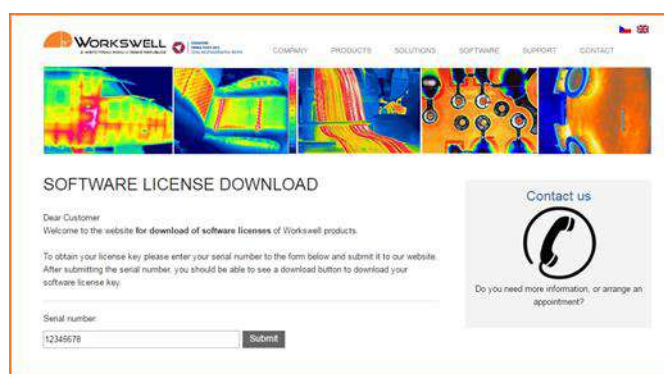 WORKSWELL
COMPANY PRODUCTS SOLUTIONS SOFTWARE SUPPORT CONTACT
SOFTWARE LICENSE DOWNLOAD
Dear Customer
Welcome to the website for download of software licenses of Workswell products.
To obtain your license key please enter your serial number to the form below and submit it to our website.
After submitting the serial number, you should be able to see a download button to download your
software license key.
Serial number:
12345678 Submit
Contact us
Do you need more information, or arrange an
appointment?